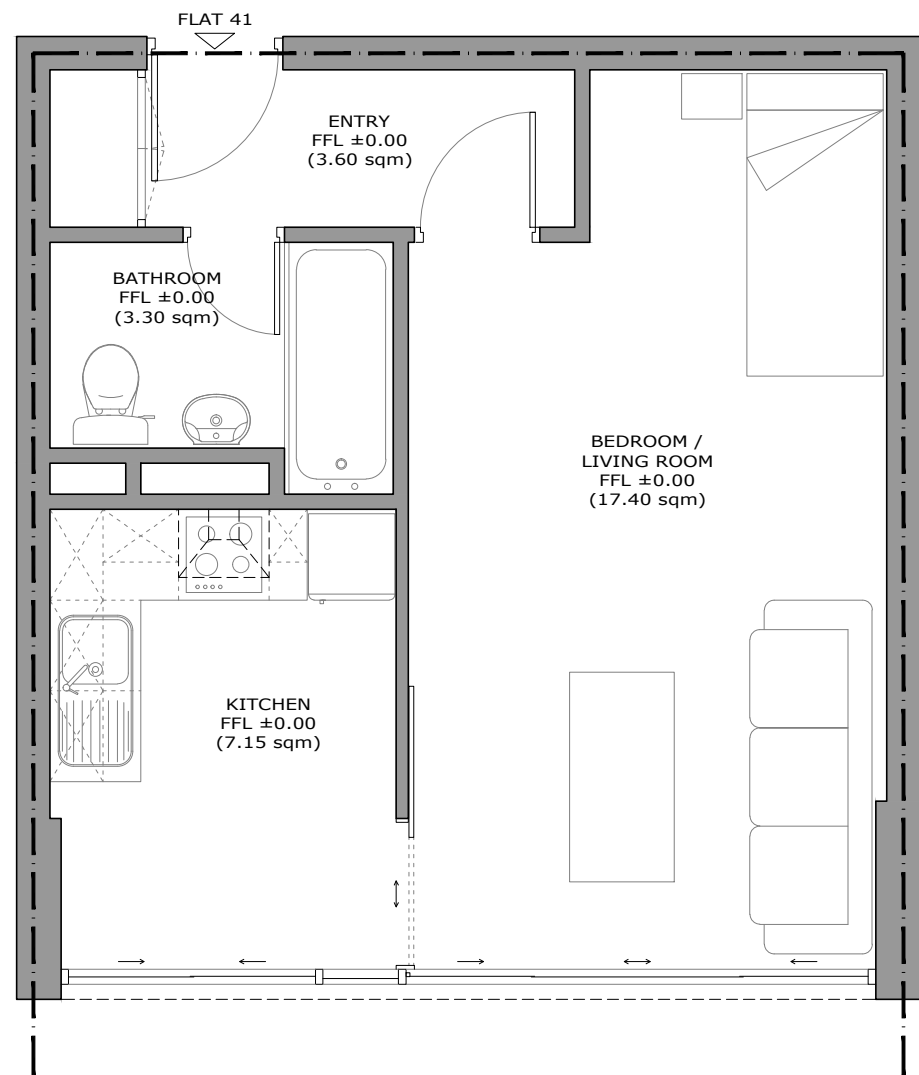 FLAT 41
ENTRY
FFL ±0.00
(3.60 sqm)
BATHROOM
FFL ±0.00
(3.30 sqm)
BEDROOM /
LIVING ROOM
FFL ±0.00
(17.40 sqm)
KITCHEN
FFL ±0.00
(7.15 sqm)